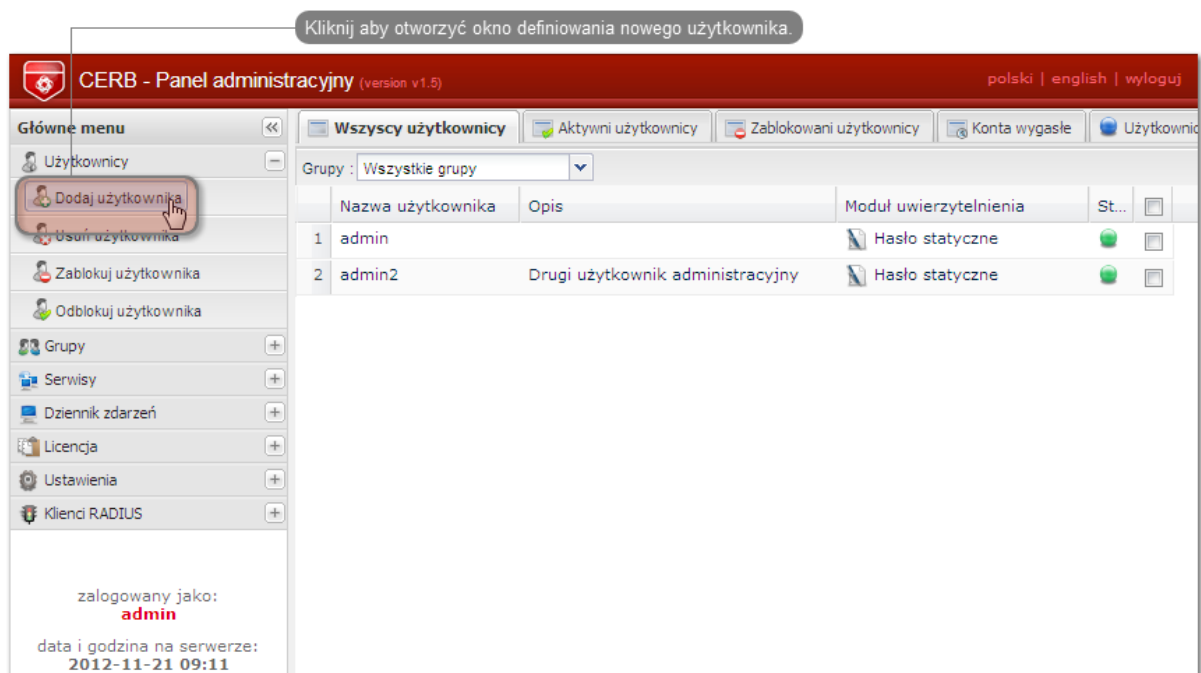 Kliknij aby otworzyć okno definiowania nowego użytkownika.
CERB - Panel administracyjny (version v1.5)
polski | english | wyloguj
Główne menu
Użytkownicy
Dodaj użytkownika
Usuń użytkownika
Zablokuj użytkownika
Odblokuj użytkownika
Grupy
Serwisy
Dziennik zdarzeń
Licencja
Ustawienia
Klienci RADIUS
zalogowany jako:
admin
data i godzina na serwerze:
2012-11-21 09:11
Wszyscy użytkownicy
Aktywni użytkownicy
Zablokowani użytkownicy
Konta wygasłe
Użytkownic
Grupy : Wszystkie grupy
Nazwa użytkownika Opis Moduł uwierzytelnienia St...
1 admin Hasło statyczne
2 admin2 Drugi użytkownik administracyjny Hasło statyczne